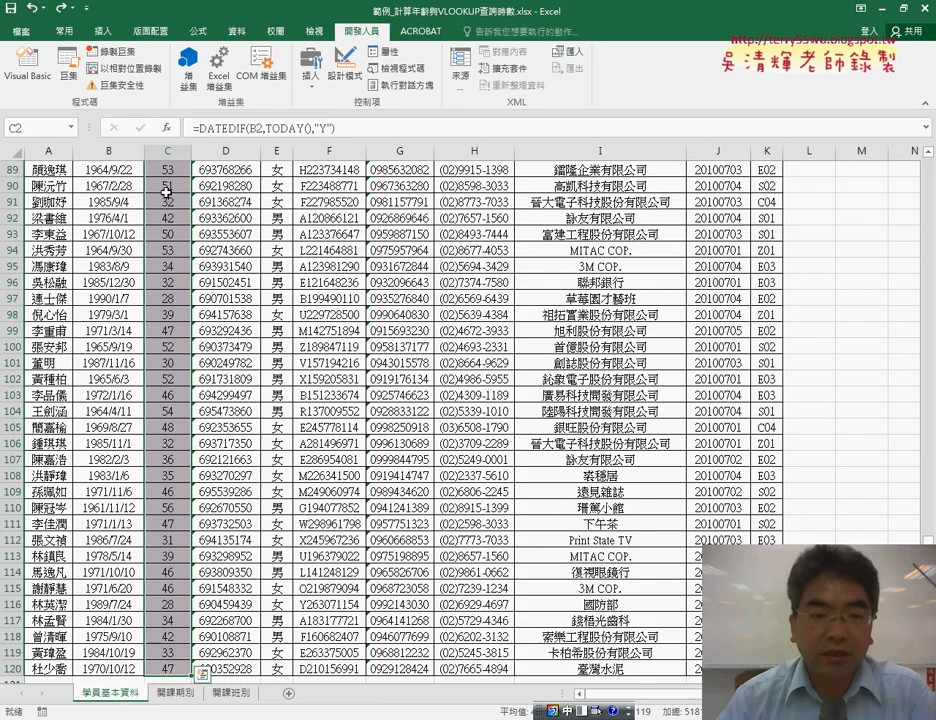 範例_計算年齡與VLOOKUP查詢時數.xlsx - Excel
檔案 常用 插入 版面配置 公式 資料 校閱 檢視 開發人員 ACROBAT 告訴我您想要執行的動作... 登入 共用
http://terry55wu.blogspot.tw
吳清輝老師錄製
Visual Basic 巨集 錄製巨集 以相對位置錄製 巨集安全性 增益集 Excel 增益集 COM 增益集 插入 設計模式 屬性 檢視程式碼 執行對話方塊 來源 對應內容 擴充套件 重新整理資料 匯入 匯出
程式碼 增益集 控制項 XML
C2 =DATEDIF(B2,TODAY(),"Y")
A B C D E F G H I J K L M N
89 顏逸琪 1964/9/22 53 693768266 女 H223734148 0985632082 (02)9915-1398 鑼隆企業有限公司 20100703 E03
90 陳沅竹 1967/2/28 51 692198280 女 F223488771 0967363280 (02)8598-3033 高凱科技有限公司 20100704 S02
91 劉珈妤 1985/9/4 32 691368274 女 F227985520 0981157791 (02)8773-7033 晉大電子科技股份有限公司 20100703 C04
92 梁書維 1976/4/1 42 693362600 男 A120866121 0926869646 (02)7657-1560 詠友有限公司 20100704 S01
93 李東益 1967/10/12 50 693553607 男 A123376647 0959887150 (02)8493-7444 富建工程股份有限公司 20100704 S01
94 洪秀芬 1964/9/30 53 692743660 女 L221464881 0975957964 (02)8677-4053 MITAC COP. 20100701 Z01
95 馮康瑋 1983/8/9 34 693931540 男 A123981290 0931672844 (02)5694-3429 3M COP. 20100704 E03
96 吳松融 1985/12/30 32 691502451 男 E121648236 0932096643 (02)7374-7580 聯邦銀行 20100701 E03
97 連士傑 1990/1/7 28 690701538 男 B199490110 0935276840 (02)6569-6439 草莓園才藝班 20100704 E03
98 倪心怡 1979/3/1 39 694157638 女 U229728500 0990640830 (02)5639-4384 祖拓實業股份有限公司 20100704 Z01
99 李重甫 1971/3/14 47 693292436 男 M142751894 0915693230 (02)4672-3933 旭利股份有限公司 20100705 E02
100 張安邦 1965/9/19 52 690373479 男 Z189847119 0958137177 (02)4693-2331 首億股份有限公司 20100704 E03
101 董明 1987/11/16 30 690249782 男 V157194216 0943015578 (02)8664-9629 創誌股份有限公司 20100703 S01
102 黃種柏 1965/6/3 52 691731809 男 X159205831 0919176134 (02)4986-5955 鈊象電子股份有限公司 20100701 E03
103 李品儀 1972/1/16 46 694299497 男 B151233674 0925746623 (02)4309-1189 廣易科技開發有限公司 20100704 E03
104 王劍涵 1964/4/11 54 695473860 男 R137009552 0928833122 (02)5339-1010 陸陽科技開發有限公司 20100704 S01
105 簡嘉榆 1969/8/27 48 692353655 女 E245778114 0998250918 (03)6508-1790 銀旺股份有限公司 20100701 C04
106 鍾琪琪 1985/11/1 32 693717350 女 A281496971 0996130689 (02)3709-2289 晉大電子科技股份有限公司 20100701 Z01
107 陳嘉浩 1982/2/3 36 692121663 女 E286954081 0999844795 (02)5249-0001 詠友有限公司 20100702 E02
108 洪靜瑋 1983/1/6 35 693270297 女 M226341500 0919414747 (02)2337-5610 裘穩居 20100701 E03
109 孫珮如 1971/11/6 46 695539286 女 M249060974 0989434620 (02)6806-2245 遠見雜誌 20100702 S02
110 陳冠岑 1961/11/12 56 692670550 男 G194077852 0941241389 (02)8915-1399 珊篤小館 20100703 E03
111 李佳潤 1971/1/13 47 693732503 女 W298961798 0957751323 (02)2598-3033 下午茶 20100703 S02
112 張文禎 1986/7/24 31 694135174 女 X245967236 0960668853 (02)7773-7033 Print State TV 20100703 E03
113 林鎮良 1978/5/14 39 693298952 男 U196379022 0975198895 (02)8657-1560 MITAC COP.
114 馬逸凡 1971/10/10 46 693809350 男 L141248129 0965826706 (02)9861-0662 復視眼鏡行
115 謝靜慧 1971/6/20 46 691548332 女 O219879094 0968723058 (02)7719-3896 3M COP.
116 林英潔 1989/7/24 28 690459439 女 Y263071154 0992143030 (02)6929-4697 國防部
117 林孟賢 1984/1/30 34 692268700 男 A183177721 0964141268 (02)5729-4346 鎂楷光齒科
118 曾清暉 1975/9/10 42 690108871 男 F160682407 0946077699 (02)6202-3132 索樂工程股份有限公司
119 黃瑋盈 1984/10/19 33 692962370 女 E263375005 0968812232 (02)5245-3815 卡柏希股份有限公司
120 杜少喬 1970/10/12 47 男 D210156991 0929128424 (02)7665-4894 臺灣水泥
學員基本資料 開課期別 開課班別
就緒 平均值: 119 加總: 518 中